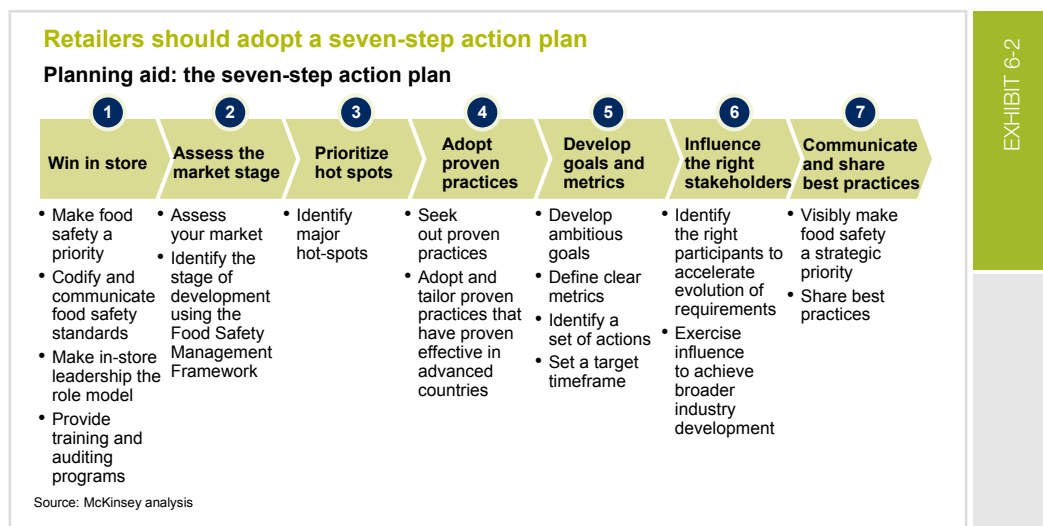 Retailers should adopt a seven-step action plan
Planning aid: the seven-step action plan
1
Win in store
• Make food
safety a
priority
• Codify and
communicate
food safety
standards
• Make in-store
leadership the
role model
• Provide
training and
auditing
programs
2
Assess the
market stage
• Assess
your market
• Identify the
stage of
development
using the
Food Safety
Management
Framework
3
Prioritize
hot spots
• Identify
major
hot-spots
4
Adopt
proven
practices
• Seek
out proven
practices
• Adopt and
tailor proven
practices that
have proven
effective in
advanced
countries
5
Develop
goals and
metrics
• Develop
ambitious
goals
• Define clear
metrics
• Identify a
set of actions
• Set a target
timeframe
6
Influence
the right
stakeholders
• Identify
the right
participants to
accelerate
evolution of
requirements
• Exercise
influence
to achieve
broader
industry
development
7
Communicate
and share
best practices
• Visibly make
food safety
a strategic
priority
• Share best
practices
Source: McKinsey analysis
EXHIBIT 6-2